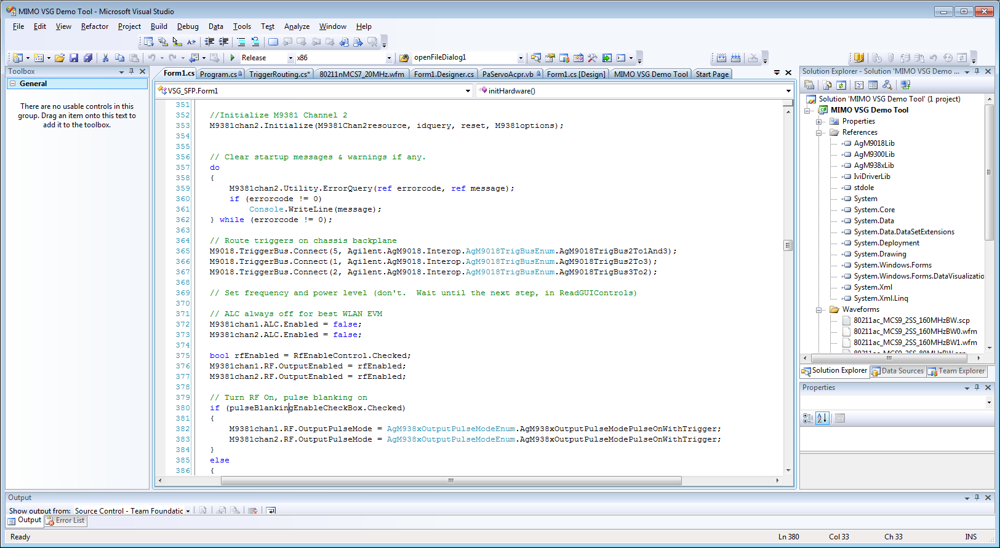 MIMO VSG Demo Tool - Microsoft Visual Studio
File Edit View Refactor Project Build Debug Data Tools Test Analyze Window Help
Release x86 openFileDialog1
Toolbox
General
There are no usable controls in this
group. Drag an item onto this text to
add it to the toolbox.
Form1.cs Program.cs TriggerRouting.cs* 80211nMCS7_20MHz.wfm Form1.Designer.cs PaServoAcpr.vb Form1.cs [Design] MIMO VSG Demo Tool Start Page
VSG_SFP.Form1 initHardware()
351
352 //Initialize M9381 Channel 2
353 M9381chan2.Initialize(M9381Chan2resource, idquery, reset, M9381options);
354
355
356 // Clear startup messages & warnings if any.
357 do
358 {
359 M9381chan2.Utility.ErrorQuery(ref errorcode, ref message);
360 if (errorcode != 0)
361 Console.WriteLine(message);
362 } while (errorcode != 0);
363
364 // Route triggers on chassis backplane
365 M9018.TriggerBus.Connect(5, Agilent.AgM9018.Interop.AgM9018TrigBusEnum.AgM9018TrigBus2To1And3);
366 M9018.TriggerBus.Connect(1, Agilent.AgM9018.Interop.AgM9018TrigBusEnum.AgM9018TrigBus2To3);
367 M9018.TriggerBus.Connect(2, Agilent.AgM9018.Interop.AgM9018TrigBusEnum.AgM9018TrigBus3To2);
368
369 // Set frequency and power level (don't.  Wait until the next step, in ReadGUIControls)
370
371 // ALC always off for best WLAN EVM
372 M9381chan1.ALC.Enabled = false;
373 M9381chan2.ALC.Enabled = false;
374
375 bool rfEnabled = RfEnableControl.Checked;
376 M9381chan1.RF.OutputEnabled = rfEnabled;
377 M9381chan2.RF.OutputEnabled = rfEnabled;
378
379 // Turn RF On, pulse blanking on
380 if (pulseBlankingEnableCheckBox.Checked)
381 {
382 M9381chan1.RF.OutputPulseMode = AgM938xOutputPulseModeEnum.AgM938xOutputPulseModePulseOnWithTrigger;
383 M9381chan2.RF.OutputPulseMode = AgM938xOutputPulseModeEnum.AgM938xOutputPulseModePulseOnWithTrigger;
384 }
385 else
386 {
Solution Explorer - Solution 'MIMO VSG Demo ...
Solution 'MIMO VSG Demo Tool' (1 project)
MIMO VSG Demo Tool
Properties
References
AgM9018Lib
AgM9300Lib
AgM938xLib
IviDriverLib
stdole
System
System.Core
System.Data
System.Data.DataSetExtensions
System.Deployment
System.Drawing
System.Windows.Forms
System.Windows.Forms.DataVisualizatio
System.Xml
System.Xml.Linq
Waveforms
80211ac_MCS9_2SS_160MHzBW.scp
80211ac_MCS9_2SS_160MHzBW0.wfm
80211ac_MCS9_2SS_160MHzBW1.wfm
80211ac_MCS9_2SS_80MHzBW.scp
Solution Explorer Data Sources Team Explorer
Properties
Output
Show output from: Source Control - Team Foundatic
Output Error List
Ready Ln 380 Col 33 Ch 33 INS